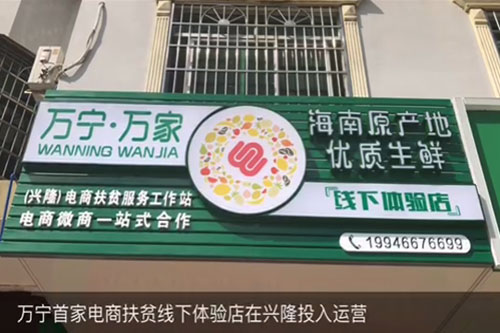 万宁·万家
WANNING WANJIA
(兴隆)电商扶贫服务工作站
电商微商一站式合作
海南原产地
优质生鲜
『线下体验店』
19946676699
万宁首家电商扶贫线下体验店在兴隆投入运营